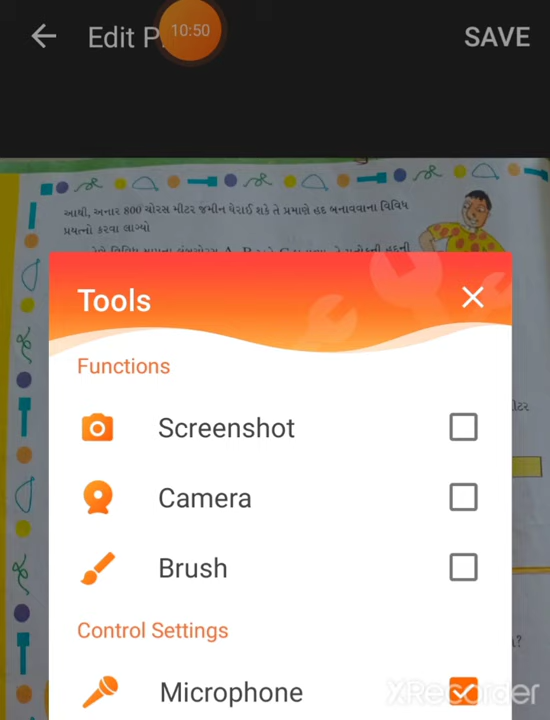 Edit P
10:50
SAVE
આથી, અનાર 800 ચોરસ મીટર જમીન ઘેરાઈ શકે તે પ્રમાણે હદ બનાવવાના વિવિધ
પ્રયત્નો કરવા લાગ્યો
Tools
Functions
Screenshot
Camera
Brush
Control Settings
Microphone
XRecorder